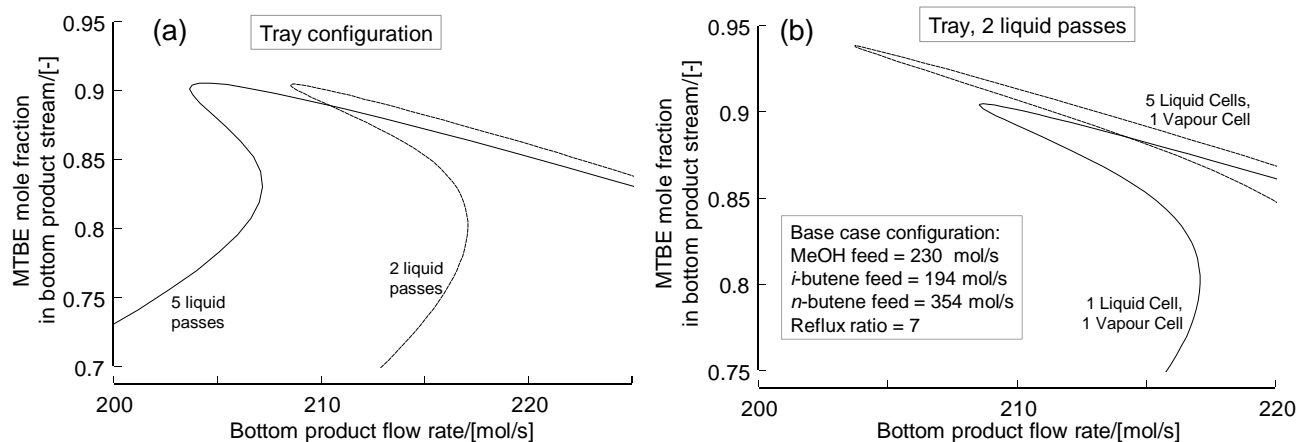 (a)
Tray configuration
MTBE mole fraction
in bottom product stream/[-]
0.95
0.9
0.85
0.8
0.75
0.7
5 liquid
passes
2 liquid
passes
200
210
220
Bottom product flow rate/[mol/s]
(b)
Tray, 2 liquid passes
MTBE mole fraction
in bottom product stream/[-]
0.95
0.9
0.85
0.8
0.75
5 Liquid Cells,
1 Vapour Cell
Base case configuration:
MeOH feed = 230 mol/s
i-butene feed = 194 mol/s
n-butene feed = 354 mol/s
Reflux ratio = 7
1 Liquid Cell,
1 Vapour Cell
200
210
220
Bottom product flow rate/[mol/s]